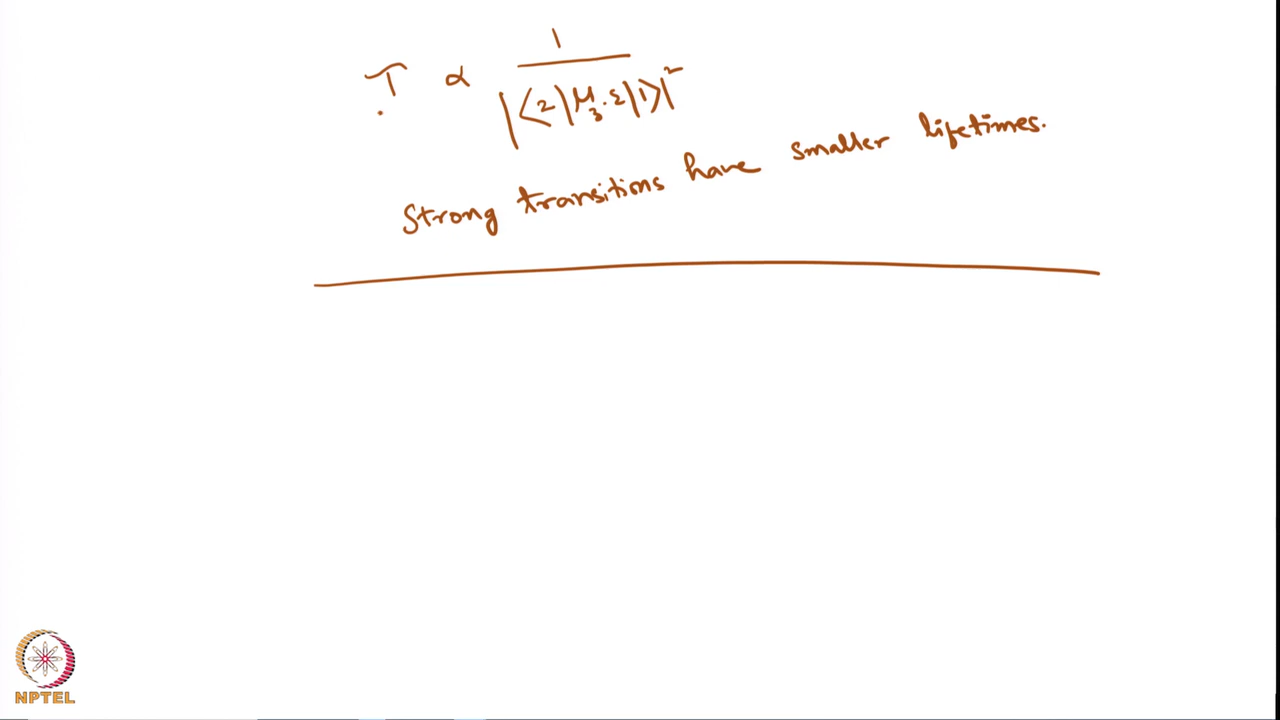 τ ∝ 1 / |⟨2|μ₃·ε|1⟩|²
Strong transitions have smaller lifetimes.
NPTEL